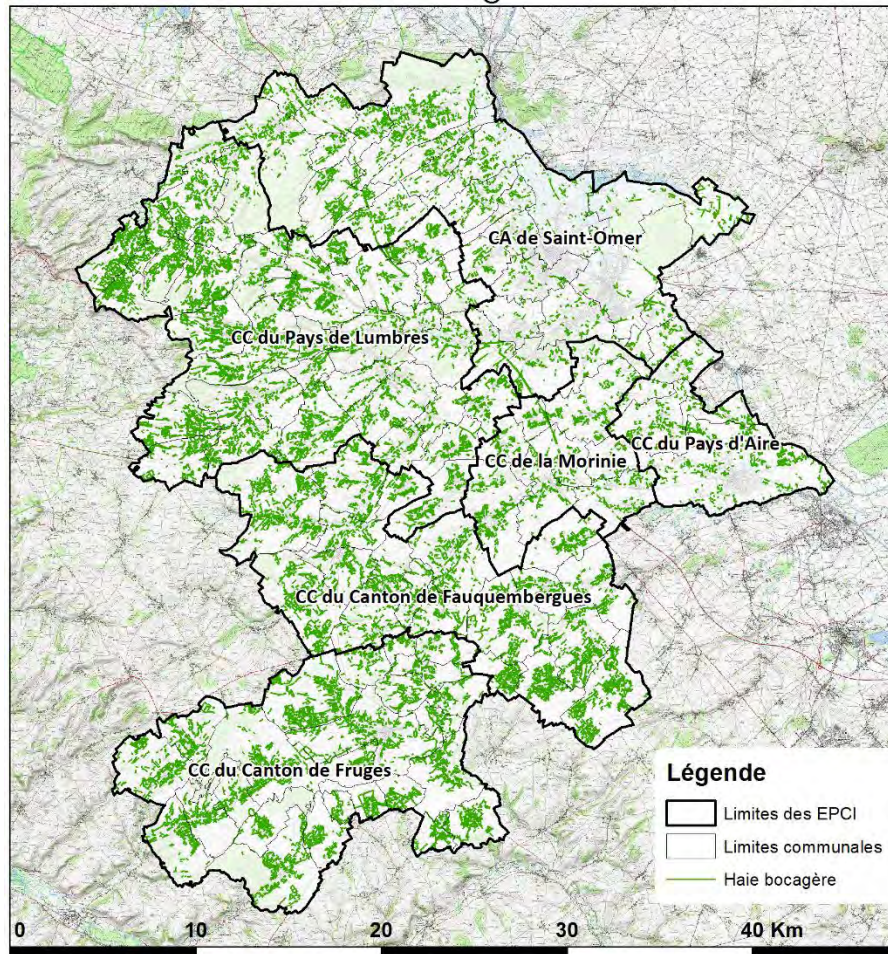 CA de Saint-Omer
CC du Pays de Lumbres
CC du Pays d'Aire
CC de la Morinie
CC du Canton de Fauquembergues
CC du Canton de Fruges
Légende
Limites des EPCI
Limites communales
Haie bocagère
0 10 20 30 40 Km